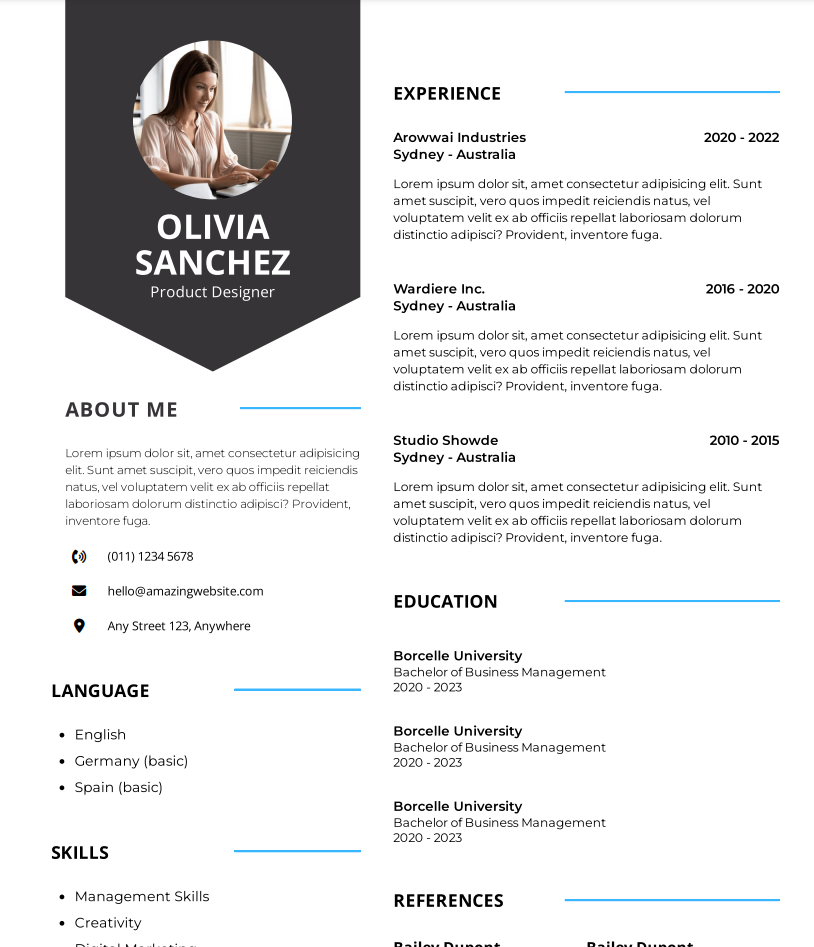 OLIVIA
SANCHEZ
Product Designer
ABOUT ME
Lorem ipsum dolor sit, amet consectetur adipisicing
elit. Sunt amet suscipit, vero quos impedit reiciendis
natus, vel voluptatem velit ex ab officiis repellat
laboriosam dolorum distinctio adipisci? Provident,
inventore fuga.
(011) 1234 5678
hello@amazingwebsite.com
Any Street 123, Anywhere
LANGUAGE
English
Germany (basic)
Spain (basic)
SKILLS
Management Skills
Creativity
Digital Marketing
EXPERIENCE
Arowwai Industries 2020 - 2022
Sydney - Australia
Lorem ipsum dolor sit, amet consectetur adipisicing elit. Sunt
amet suscipit, vero quos impedit reiciendis natus, vel
voluptatem velit ex ab officiis repellat laboriosam dolorum
distinctio adipisci? Provident, inventore fuga.
Wardiere Inc. 2016 - 2020
Sydney - Australia
Lorem ipsum dolor sit, amet consectetur adipisicing elit. Sunt
amet suscipit, vero quos impedit reiciendis natus, vel
voluptatem velit ex ab officiis repellat laboriosam dolorum
distinctio adipisci? Provident, inventore fuga.
Studio Showde 2010 - 2015
Sydney - Australia
Lorem ipsum dolor sit, amet consectetur adipisicing elit. Sunt
amet suscipit, vero quos impedit reiciendis natus, vel
voluptatem velit ex ab officiis repellat laboriosam dolorum
distinctio adipisci? Provident, inventore fuga.
EDUCATION
Borcelle University
Bachelor of Business Management
2020 - 2023
Borcelle University
Bachelor of Business Management
2020 - 2023
Borcelle University
Bachelor of Business Management
2020 - 2023
REFERENCES
Bailey Dupont Bailey Dupont